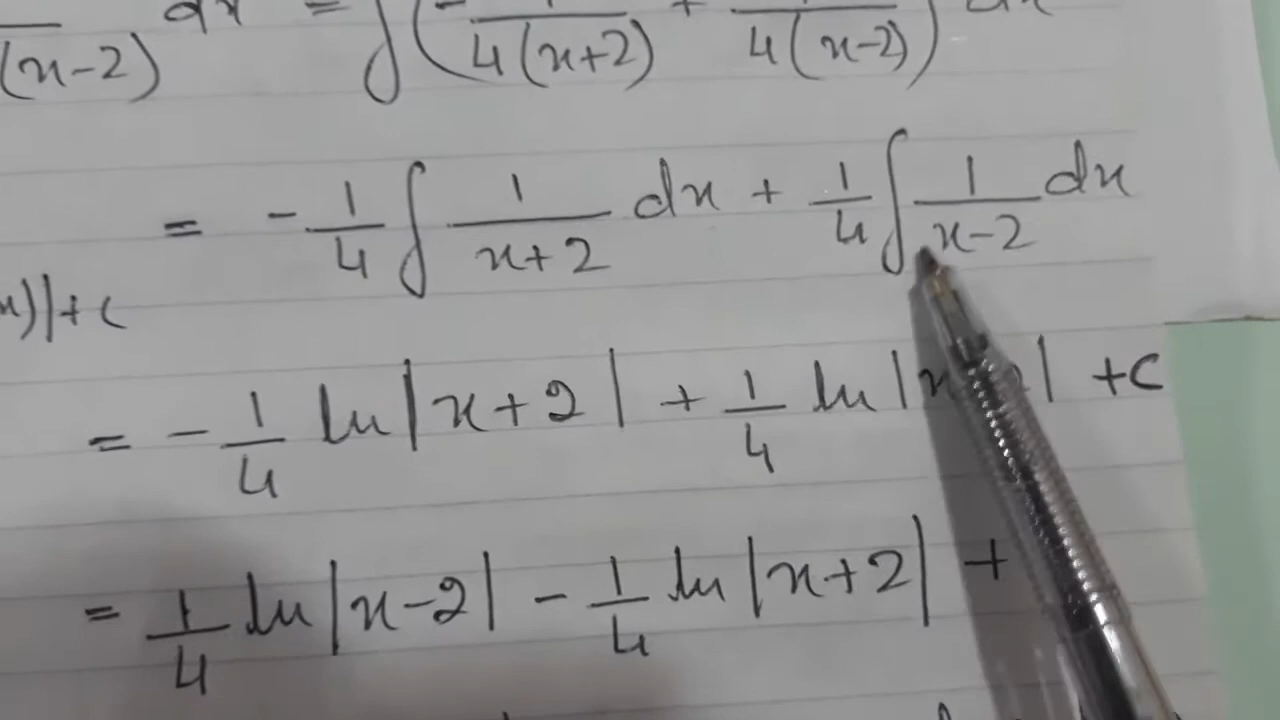 (x-2) dx = ∫(- 1/4(x+2) + 1/4(x-2)) dx
= - 1/4 ∫ 1/x+2 dx + 1/4 ∫ 1/x-2 dx
)|+c
= - 1/4 ln|x+2| + 1/4 ln|x | +c
= 1/4 ln|x-2| - 1/4 ln|x+2| +